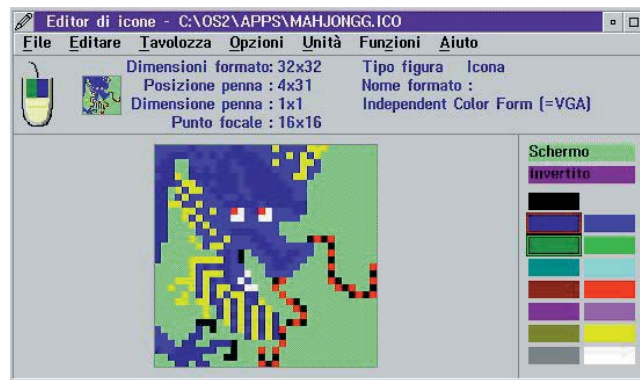 Editor di icone - C:\OS2\APPS\MAHJONGG.ICO
File Editare Tavolozza Opzioni Unità Funzioni Aiuto
Dimensioni formato: 32x32 Tipo figura Icona
Posizione penna : 4x31 Nome formato :
Dimensione penna : 1x1 Independent Color Form (=VGA)
Punto focale : 16x16
Schermo
Invertito